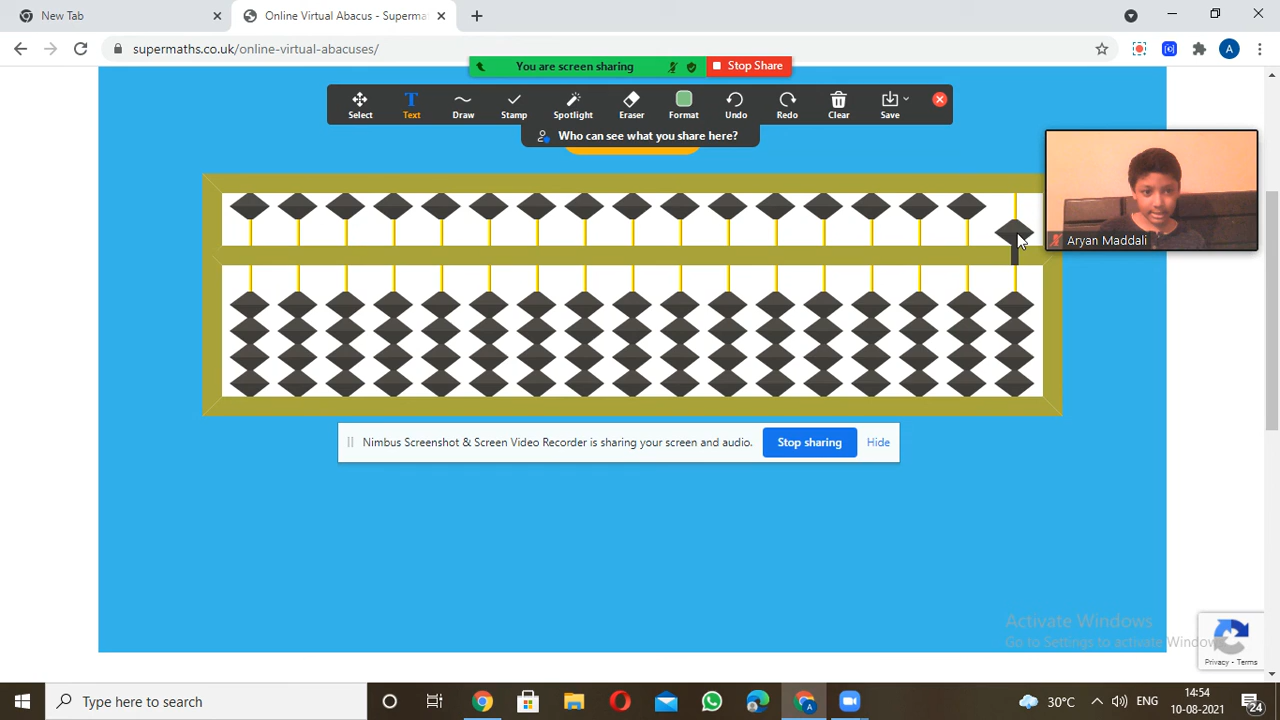 New Tab
Online Virtual Abacus - Superma
supermaths.co.uk/online-virtual-abacuses/
A
You are screen sharing
Stop Share
Select
Text
Draw
Stamp
Spotlight
Eraser
Format
Undo
Redo
Clear
Save
Who can see what you share here?
Aryan Maddali
Nimbus Screenshot & Screen Video Recorder is sharing your screen and audio.
Stop sharing
Hide
Activate Windows
Go to Settings to activate Windows
Privacy - Terms
Type here to search
A
30°C
ENG
14:54
10-08-2021
24